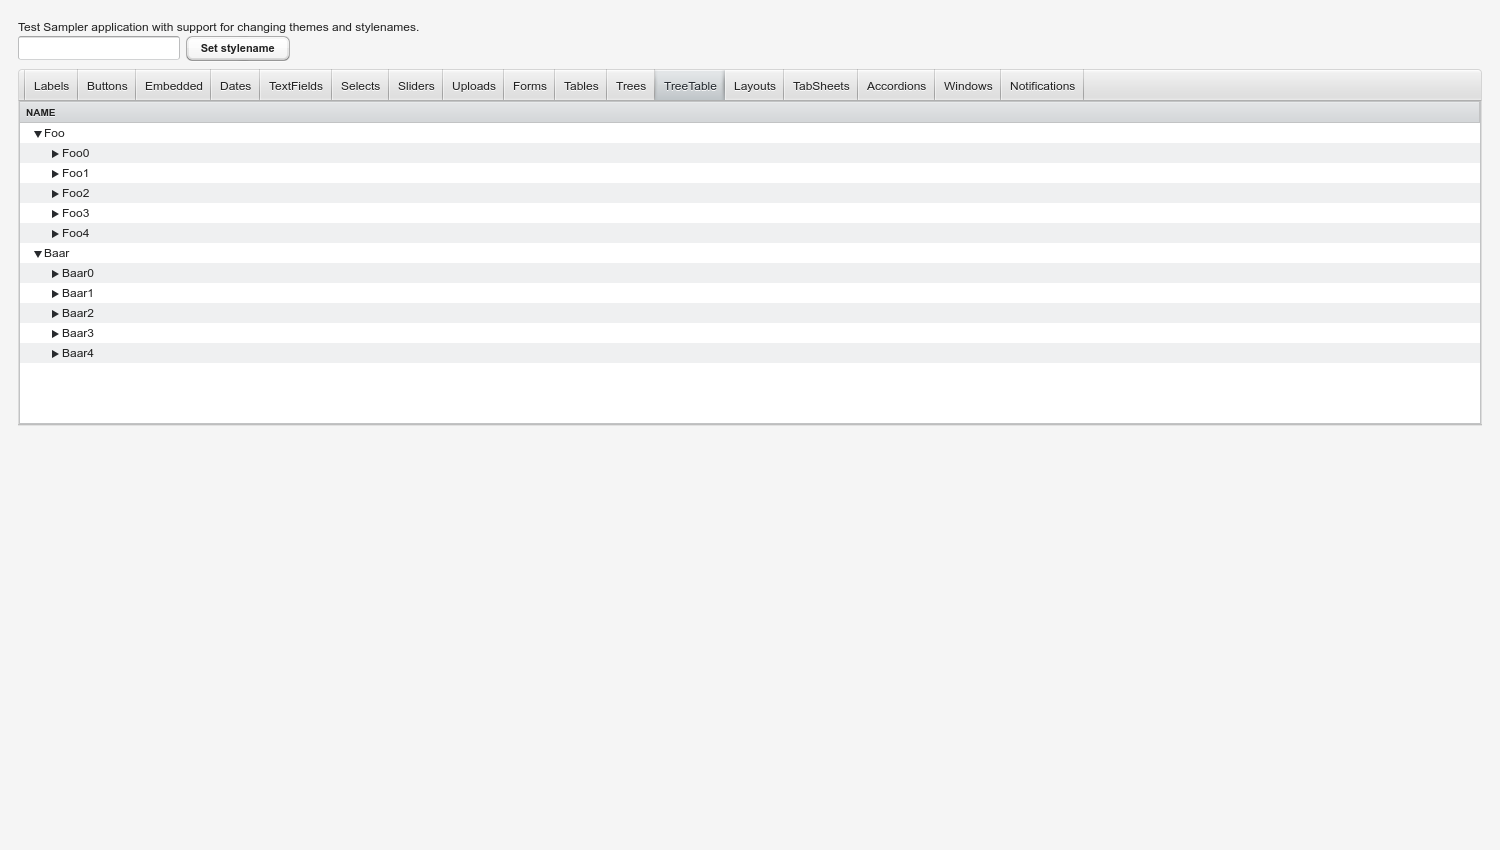 Test Sampler application with support for changing themes and stylenames.
Set stylename
Labels Buttons Embedded Dates TextFields Selects Sliders Uploads Forms Tables Trees TreeTable Layouts TabSheets Accordions Windows Notifications
NAME
Foo
Foo0
Foo1
Foo2
Foo3
Foo4
Baar
Baar0
Baar1
Baar2
Baar3
Baar4